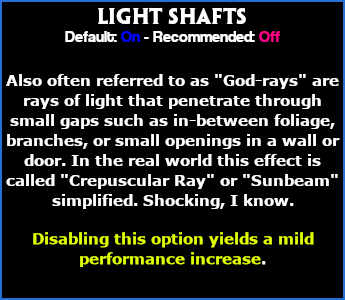 LIGHT SHAFTS
Default: On - Recommended: Off
Also often referred to as "God-rays" are
rays of light that penetrate through
small gaps such as in-between foliage,
branches, or small openings in a wall or
door. In the real world this effect is
called "Crepuscular Ray" or "Sunbeam"
simplified. Shocking, I know.
Disabling this option yields a mild
performance increase.